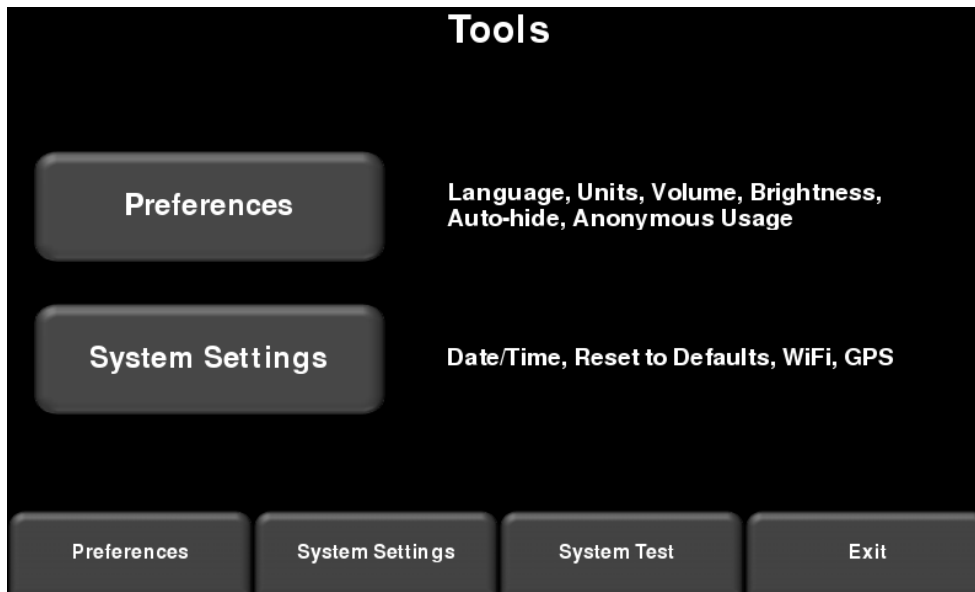 Tools
Preferences
Language, Units, Volume, Brightness,
Auto-hide, Anonymous Usage
System Settings
Date/Time, Reset to Defaults, WiFi, GPS
Preferences
System Settings
System Test
Exit